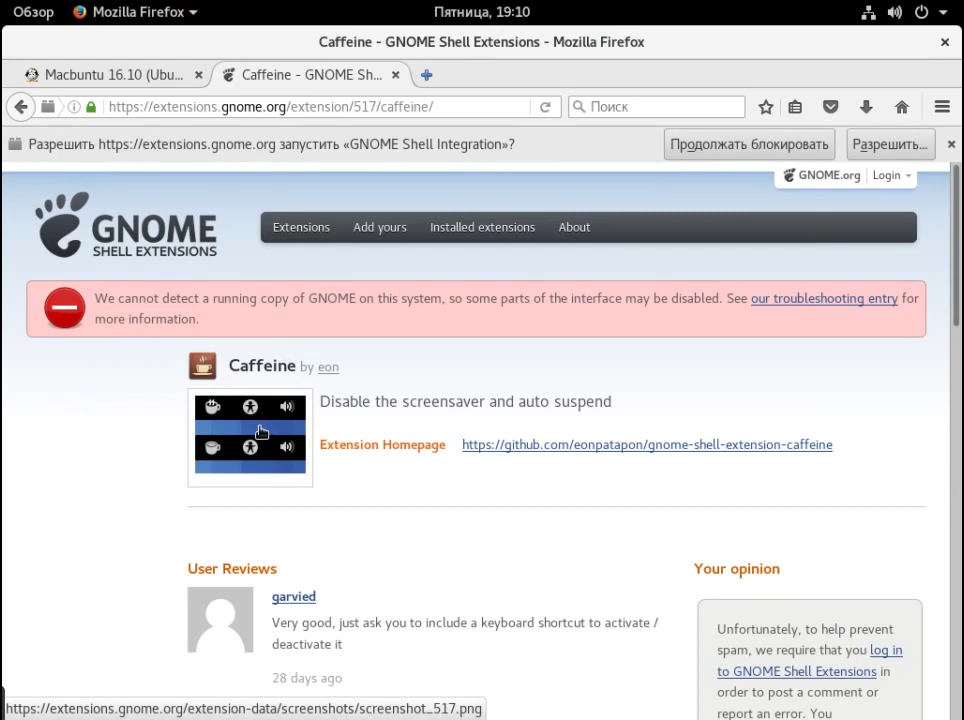 Обзор Mozilla Firefox Пятница, 19:10
Caffeine - GNOME Shell Extensions - Mozilla Firefox
Macbuntu 16.10 (Ubu... Caffeine - GNOME Sh...
https://extensions.gnome.org/extension/517/caffeine/ Поиск
Разрешить https://extensions.gnome.org запустить «GNOME Shell Integration»? Продолжать блокировать Разрешить...
GNOME.org Login
GNOME
SHELL EXTENSIONS
Extensions Add yours Installed extensions About
We cannot detect a running copy of GNOME on this system, so some parts of the interface may be disabled. See our troubleshooting entry for
more information.
Caffeine by eon
Disable the screensaver and auto suspend
Extension Homepage https://github.com/eonpatapon/gnome-shell-extension-caffeine
User Reviews
garvied
Very good, just ask you to include a keyboard shortcut to activate /
deactivate it
28 days ago
Your opinion
Unfortunately, to help prevent
spam, we require that you log in
to GNOME Shell Extensions in
order to post a comment or
report an error. You
https://extensions.gnome.org/extension-data/screenshots/screenshot_517.png